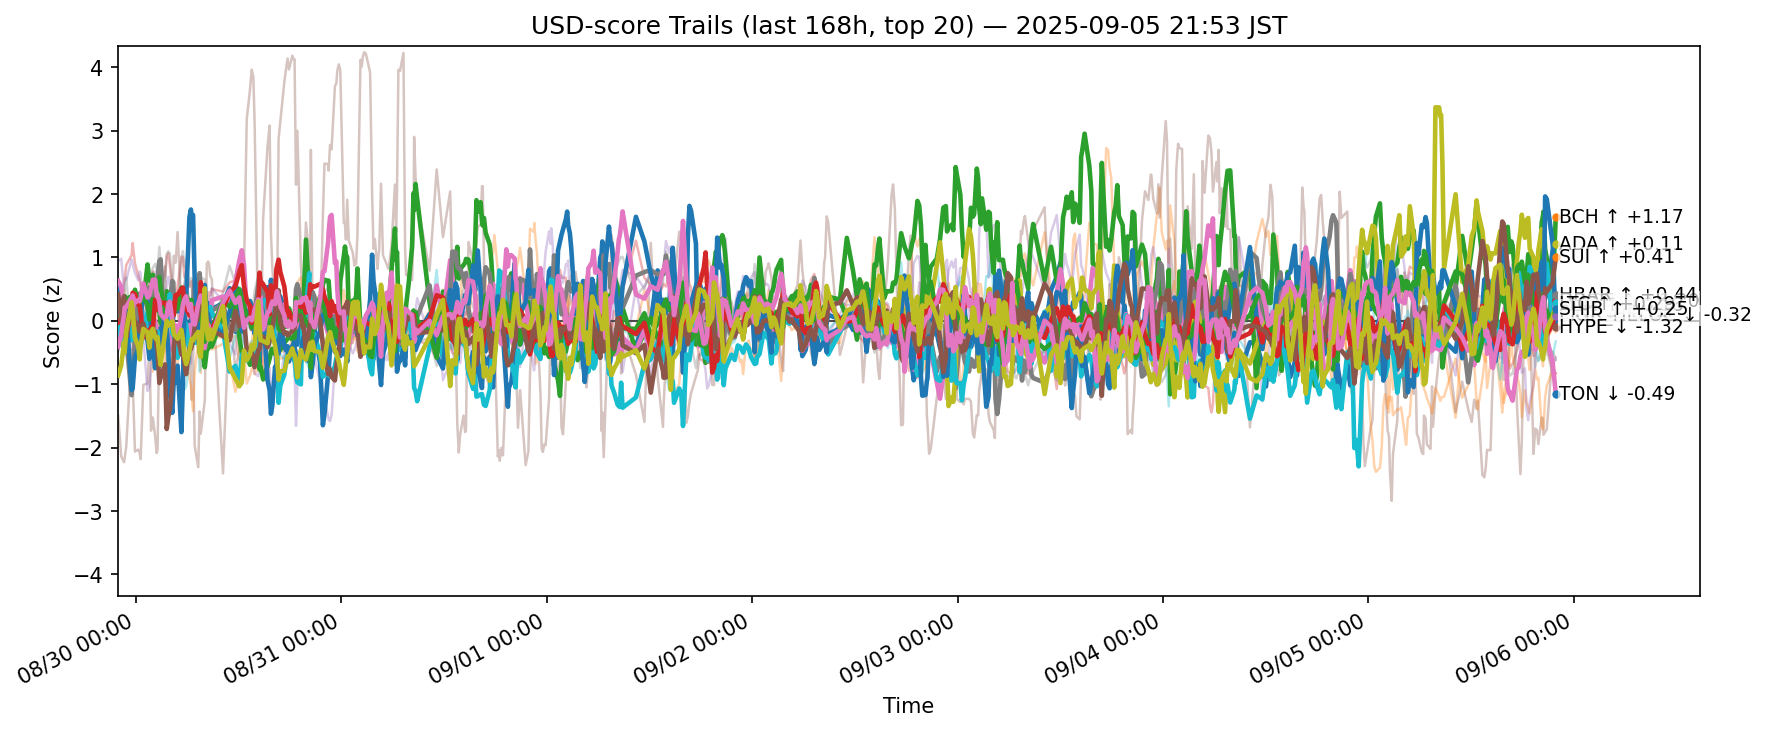 USD-score Trails (last 168h, top 20) — 2025-09-05 21:53 JST
Score (z)
4
3
2
1
0
−1
−2
−3
−4
BCH ↑ +1.17
ADA ↑ +0.11
SUI ↑ +0.41
HBAR ↑ +0.44
SHIB ↑ +0.25
↓ -0.32
HYPE ↓ -1.32
TON ↓ -0.49
08/30 00:00
08/31 00:00
09/01 00:00
09/02 00:00
09/03 00:00
09/04 00:00
09/05 00:00
09/06 00:00
Time